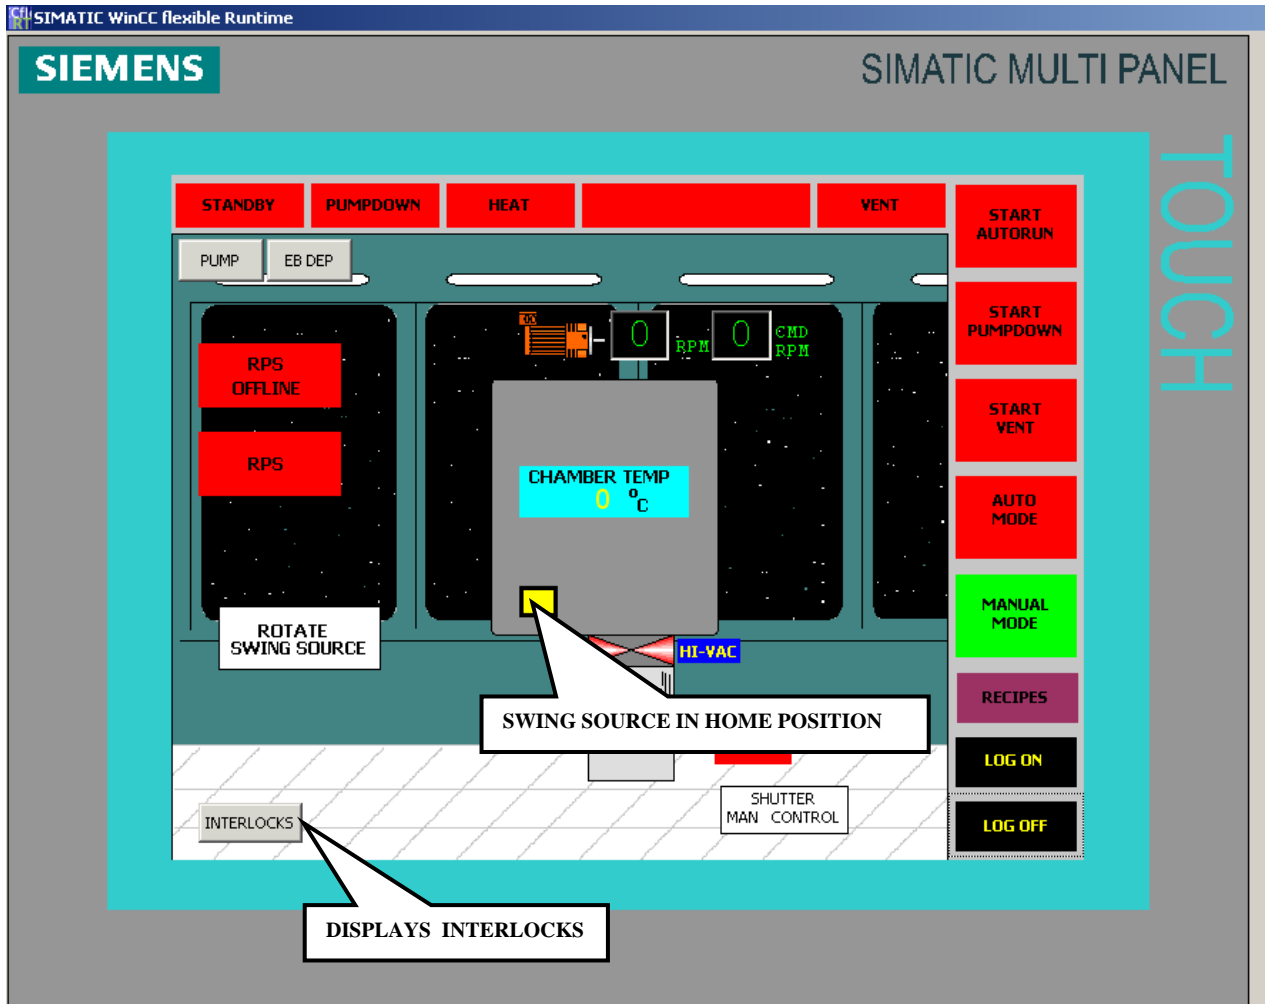 SIMATIC WinCC flexible Runtime
SIEMENS
SIMATIC MULTI PANEL
TOUCH
STANDBY
PUMPDOWN
HEAT
VENT
START
AUTORUN
PUMP
EB DEP
START
PUMPDOWN
0
RPM
0
CMD
RPM
RPS
OFFLINE
START
VENT
RPS
CHAMBER TEMP
0 °C
AUTO
MODE
MANUAL
MODE
ROTATE
SWING SOURCE
HI-VAC
RECIPES
SWING SOURCE IN HOME POSITION
LOG ON
SHUTTER
MAN CONTROL
INTERLOCKS
LOG OFF
DISPLAYS INTERLOCKS